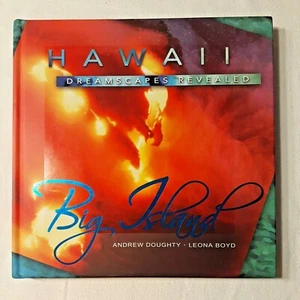 HAWAII
DREAMSCAPES REVEALED
Big Island
ANDREW DOUGHTY · LEONA BOYD